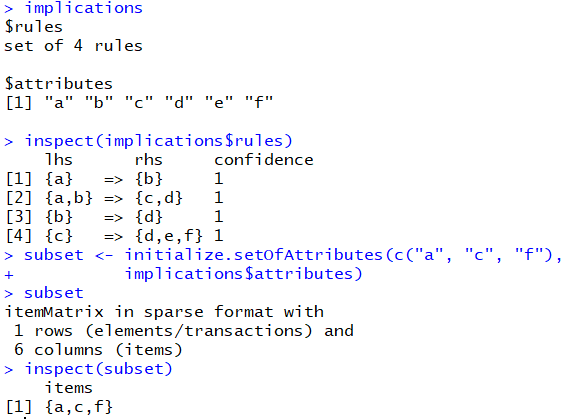 > implications
$rules
set of 4 rules

$attributes
[1] "a" "b" "c" "d" "e" "f"

> inspect(implications$rules)
    lhs      rhs     confidence
[1] {a}   => {b}     1
[2] {a,b} => {c,d}   1
[3] {b}   => {d}     1
[4] {c}   => {d,e,f} 1
> subset <- initialize.setOfAttributes(c("a", "c", "f"),
+           implications$attributes)
> subset
itemMatrix in sparse format with
 1 rows (elements/transactions) and
 6 columns (items)
> inspect(subset)
    items
[1] {a,c,f}